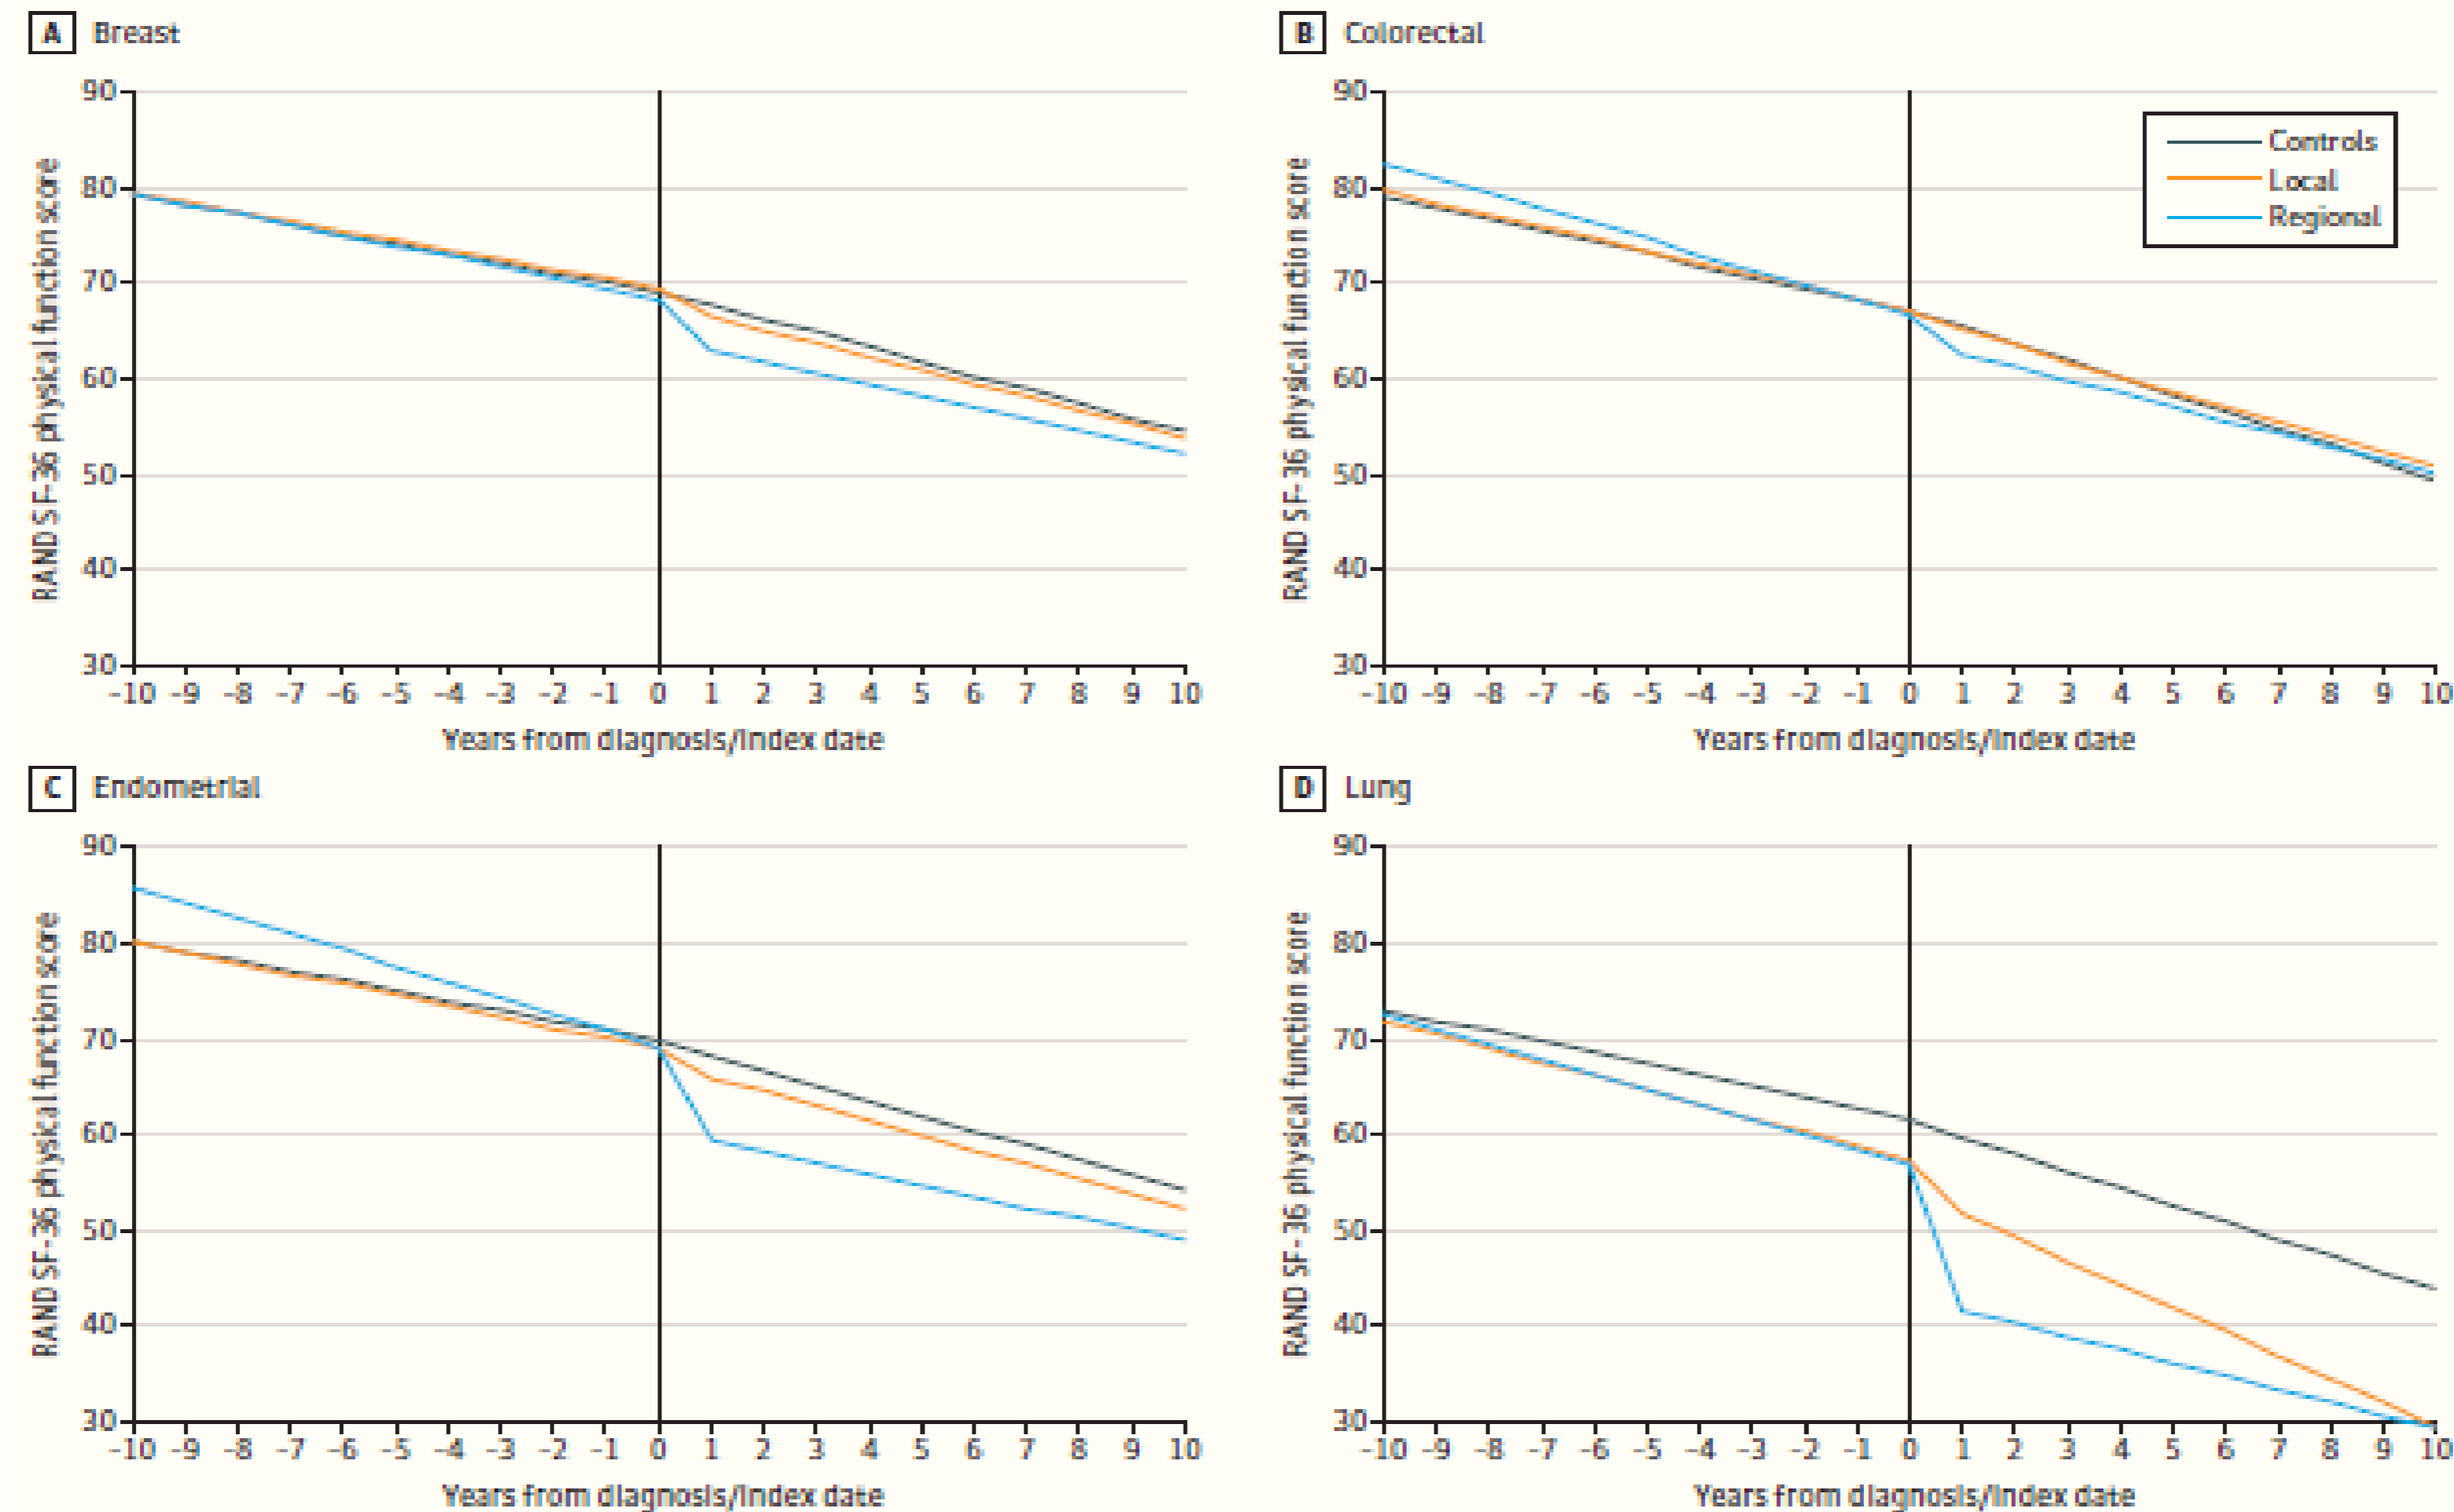 A Breast
90
80
70
60
50
40
30
RAND SF-36 physical function score
-10 -9 -8 -7 -6 -5 -4 -3 -2 -1 0 1 2 3 4 5 6 7 8 9 10
Years from diagnosis/index date
B Colorectal
90
80
70
60
50
40
30
RAND SF-36 physical function score
Controls
Local
Regional
-10 -9 -8 -7 -6 -5 -4 -3 -2 -1 0 1 2 3 4 5 6 7 8 9 10
Years from diagnosis/index date
C Endometrial
90
80
70
60
50
40
30
RAND SF-36 physical function score
-10 -9 -8 -7 -6 -5 -4 -3 -2 -1 0 1 2 3 4 5 6 7 8 9 10
Years from diagnosis/index date
D Lung
90
80
70
60
50
40
30
RAND SF-36 physical function score
-10 -9 -8 -7 -6 -5 -4 -3 -2 -1 0 1 2 3 4 5 6 7 8 9 10
Years from diagnosis/index date